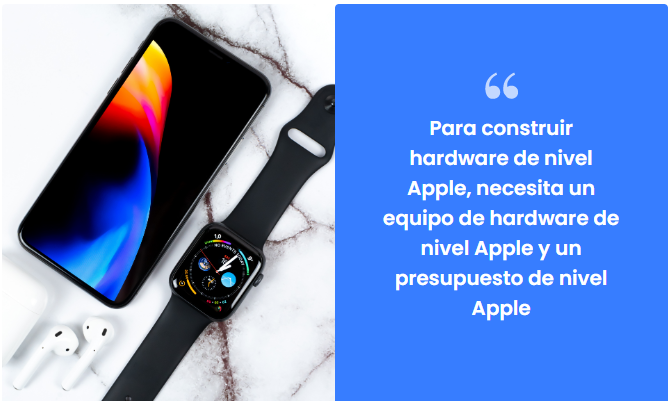 Para construir
hardware de nivel
Apple, necesita un
equipo de hardware de
nivel Apple y un
presupuesto de nivel
Apple